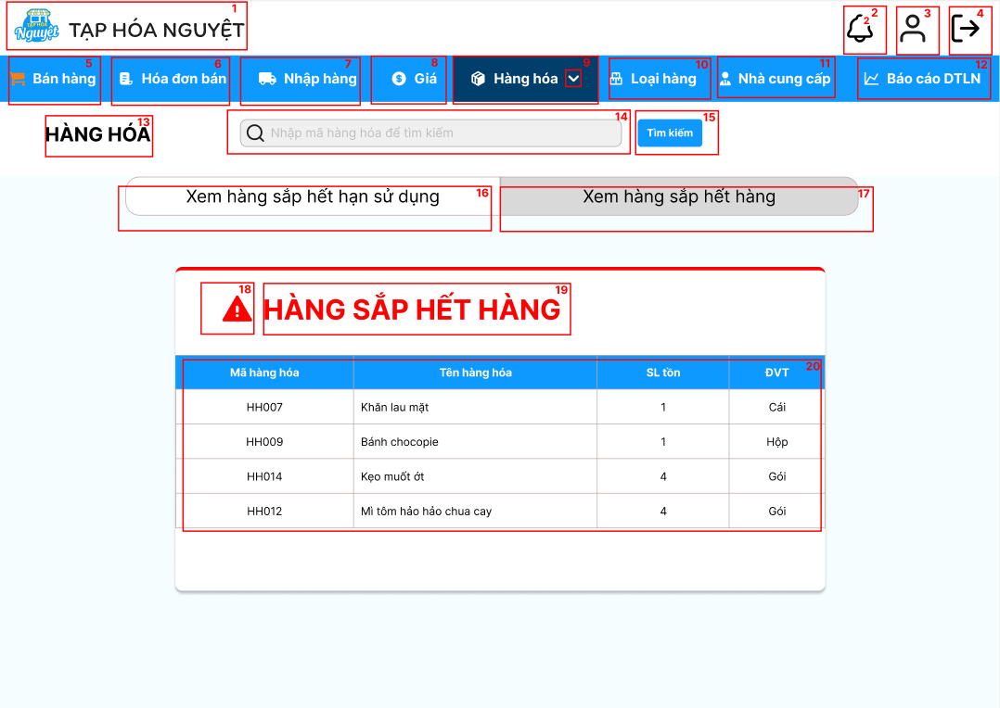 1
TẠP HÓA
Nguyệt
TẠP HÓA NGUYỆT
2
2
3
4
5
Bán hàng
6
Hóa đơn bán
7
Nhập hàng
8
Giá
9
Hàng hóa
10
Loại hàng
11
Nhà cung cấp
12
Báo cáo DTLN
13
HÀNG HÓA
14
Nhập mã hàng hóa để tìm kiếm
15
Tìm kiếm
16
Xem hàng sắp hết hạn sử dụng
17
Xem hàng sắp hết hàng
18
19
HÀNG SẮP HẾT HÀNG
20
Mã hàng hóa Tên hàng hóa SL tồn ĐVT
HH007 Khăn lau mặt 1 Cái
HH009 Bánh chocopie 1 Hộp
HH014 Kẹo muốt ớt 4 Gói
HH012 Mì tôm hảo hảo chua cay 4 Gói